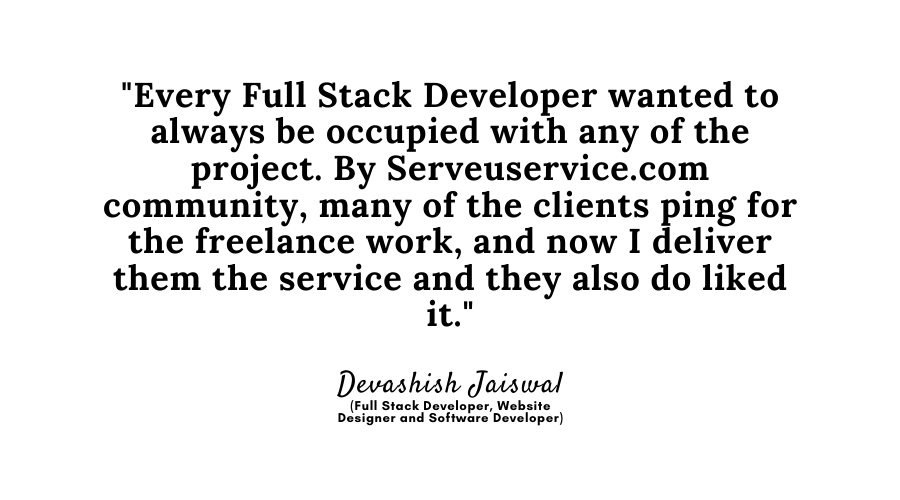 "Every Full Stack Developer wanted to
always be occupied with any of the
project. By Serveuservice.com
community, many of the clients ping for
the freelance work, and now I deliver
them the service and they also do liked
it."
Devashish Jaiswal
(Full Stack Developer, Website
Designer and Software Developer)